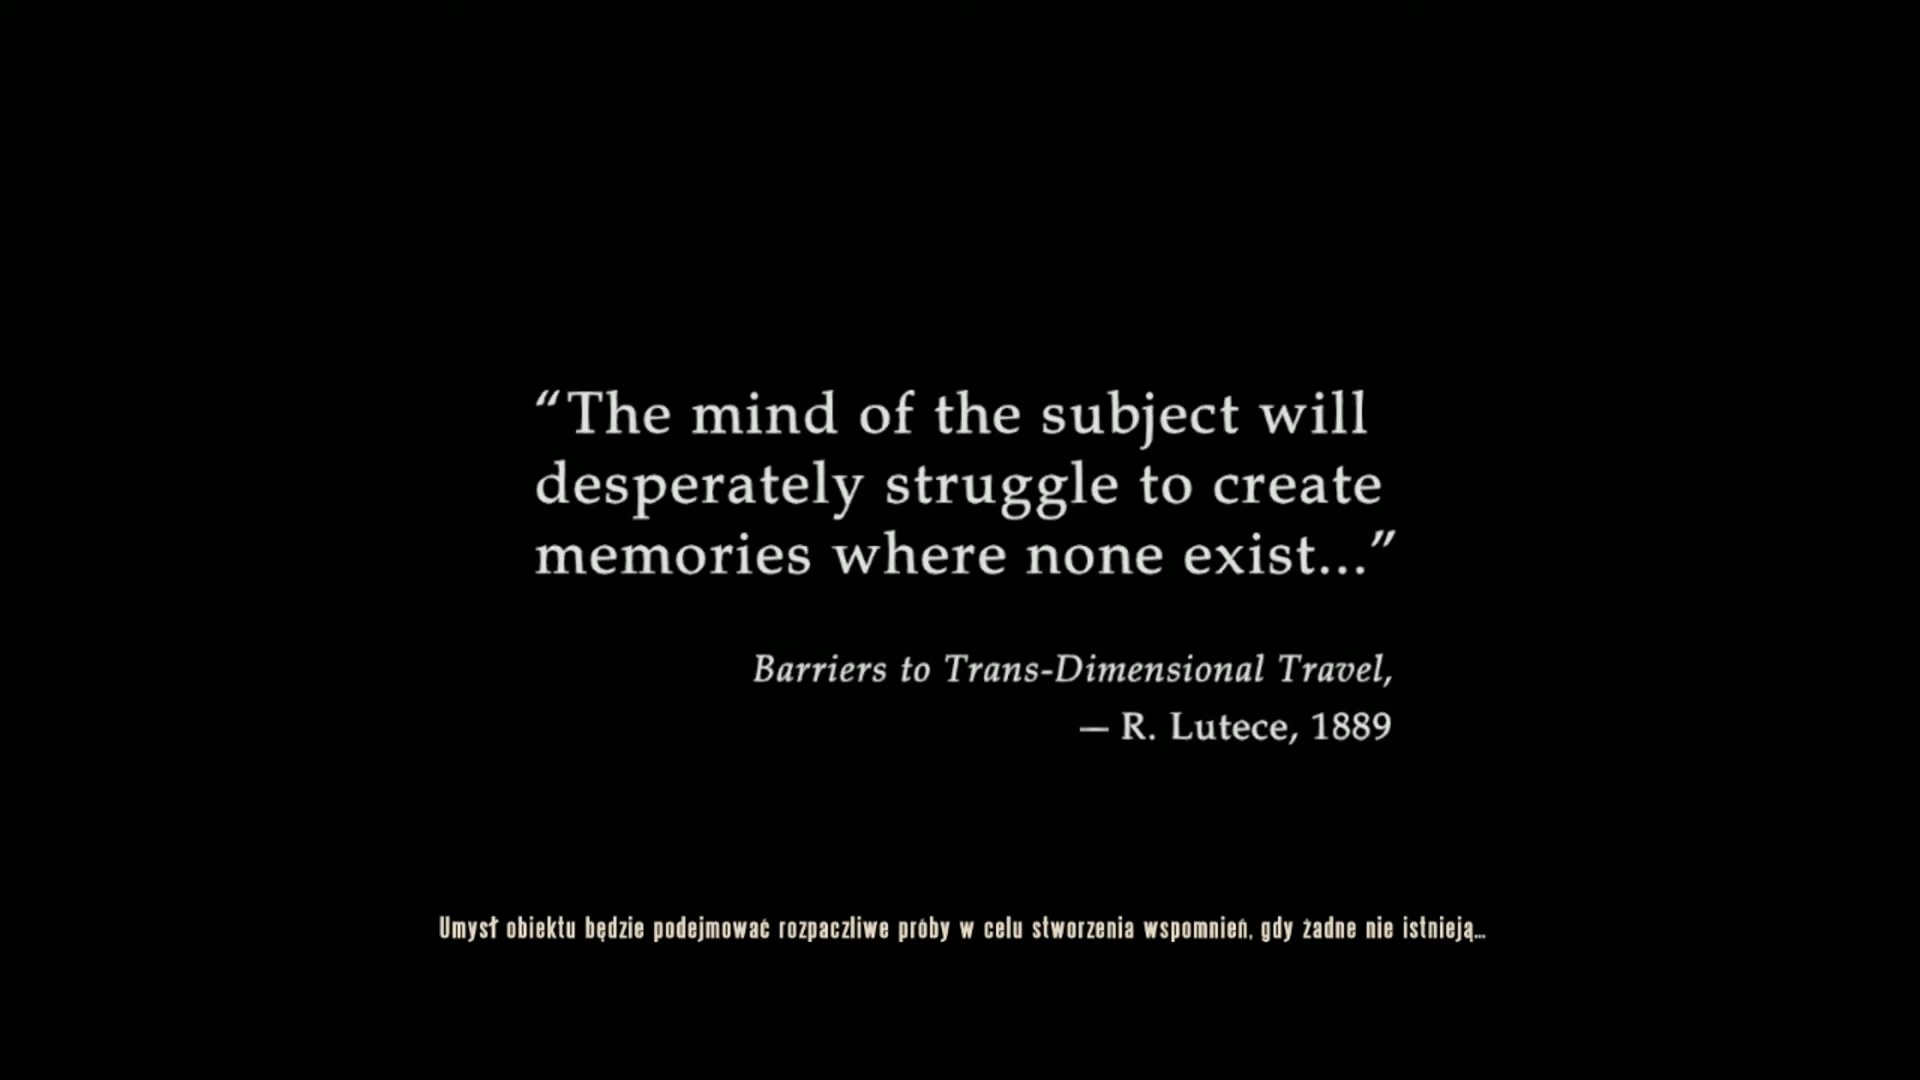 “The mind of the subject will
desperately struggle to create
memories where none exist...”
Barriers to Trans-Dimensional Travel,
— R. Lutece, 1889
Umysł obiektu będzie podejmować rozpaczliwe próby w celu stworzenia wspomnień, gdy żadne nie istnieją...